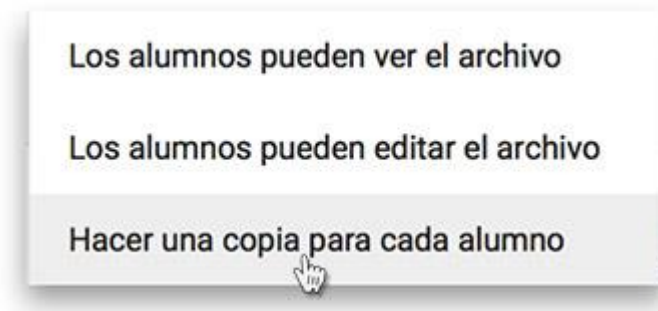 Los alumnos pueden ver el archivo
Los alumnos pueden editar el archivo
Hacer una copia para cada alumno